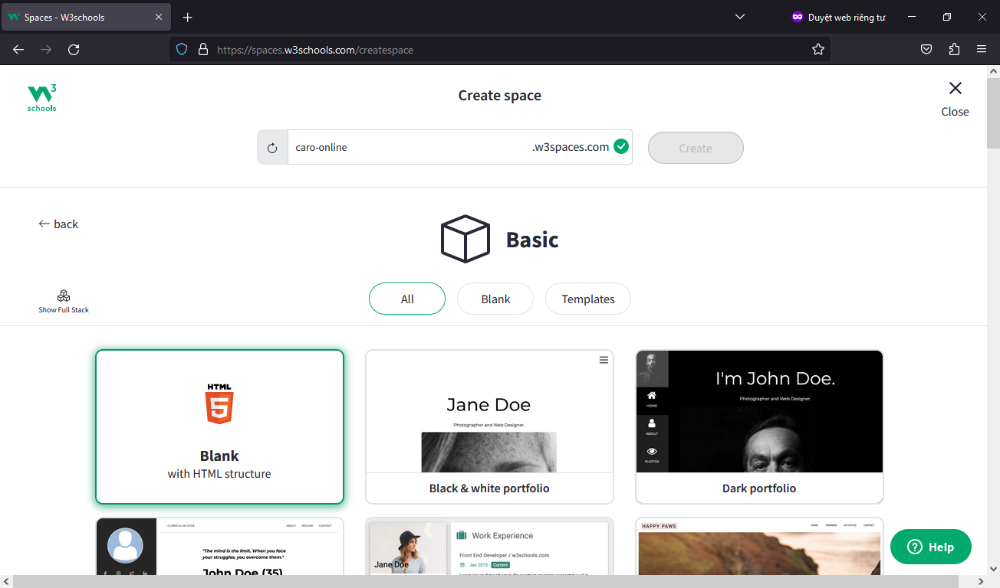 Spaces - W3schools
Duyệt web riêng tư
https://spaces.w3schools.com/createspace
W3
schools
Create space
Close
caro-online
.w3spaces.com
Create
back
Basic
Show Full Stack
All
Blank
Templates
HTML
5
Blank
with HTML structure
Jane Doe
Photographer and Web Designer.
Black & white portfolio
I'm John Doe.
Photographer and Web Designer.
HOME
ABOUT
PHOTOS
Dark portfolio
CURRICULUM VITAE
ABOUT
RESUME
CONTACT
"The mind is the limit. When you face
your struggles, you overcome them."
John Doe (35)
Jane Doe
Work Experience
Front End Developer / w3schools.com
Jan 2015 - Current
HAPPY PAWS
HOME
TRAINERS
ACTIVITIES
CONTACT
Help